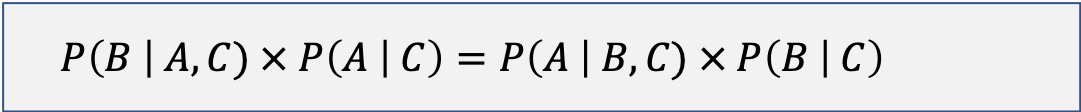 P(B | A, C) × P(A | C) = P(A | B, C) × P(B | C)